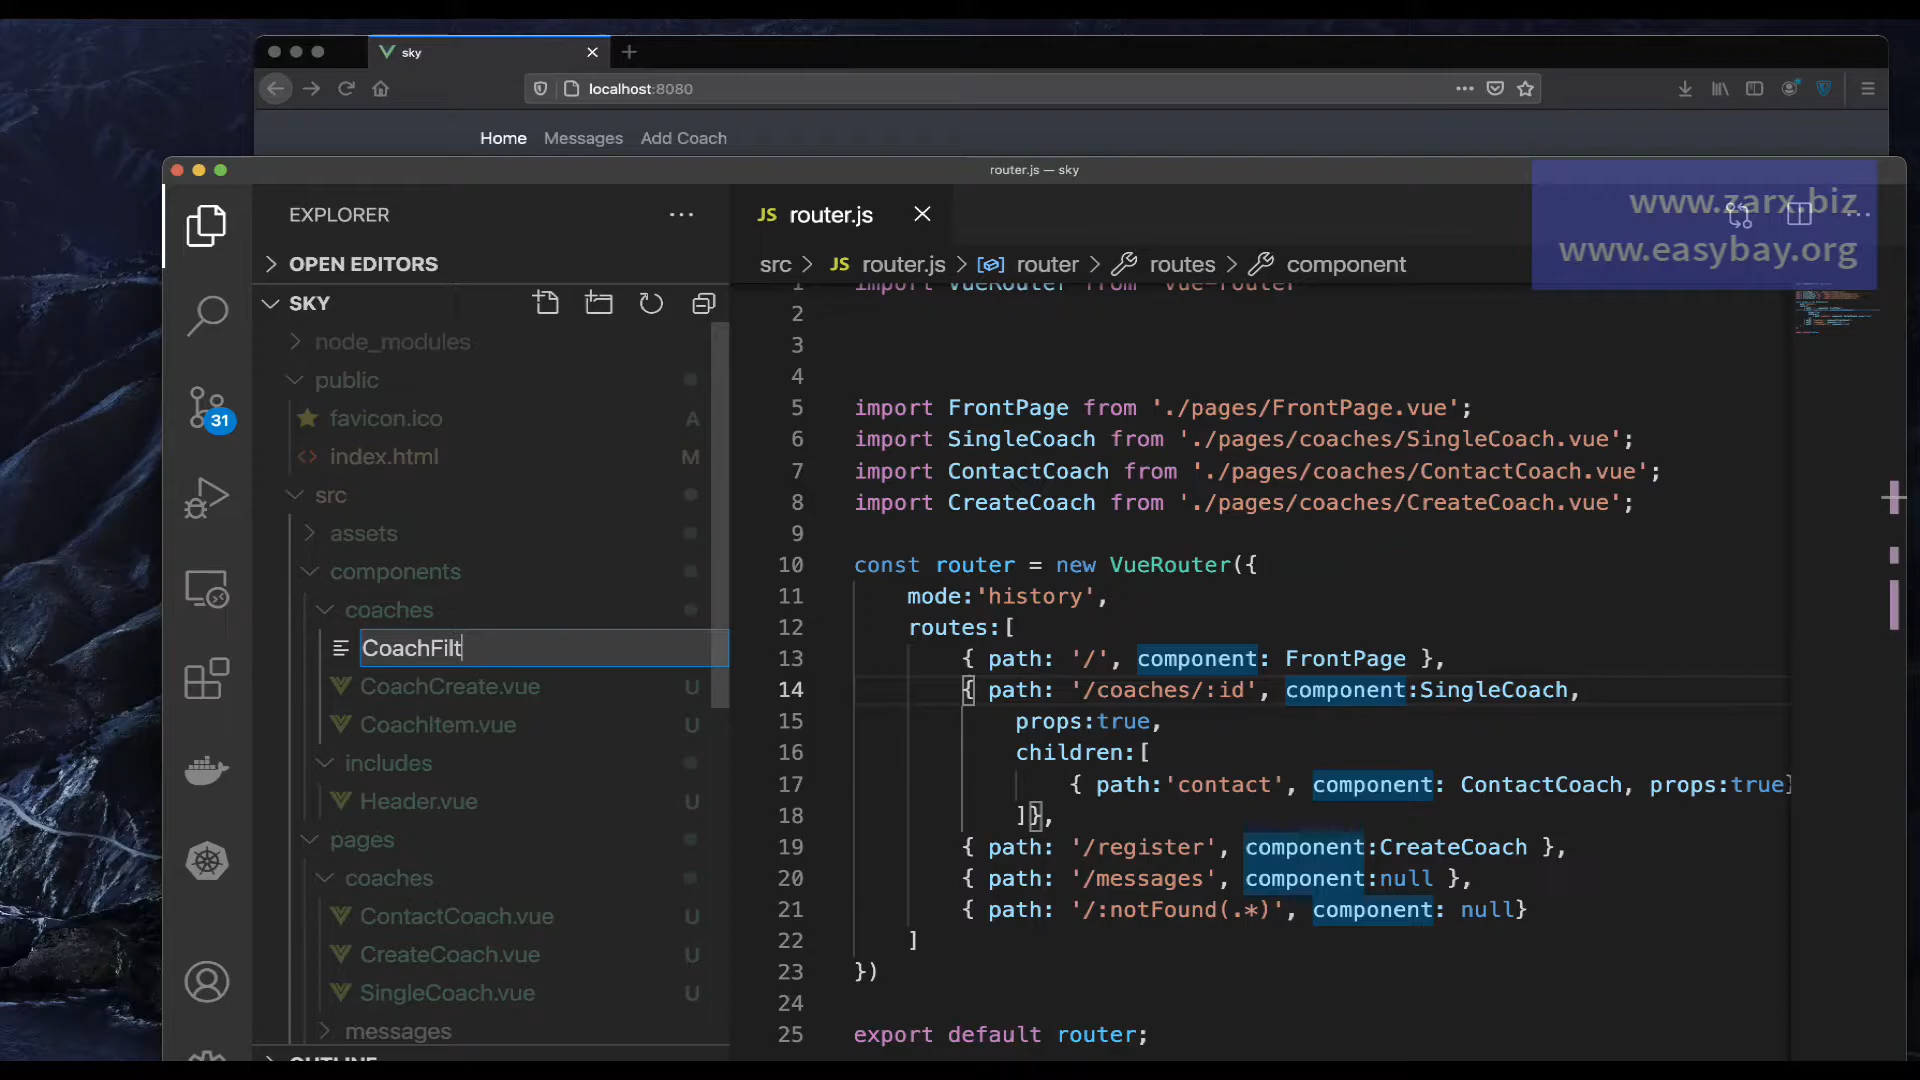 sky
localhost:8080
Home Messages Add Coach
router.js — sky
www.zarx.biz
www.easybay.org
EXPLORER
OPEN EDITORS
SKY
node_modules
public
favicon.ico A
index.html M
src
assets
components
coaches
CoachFilt
CoachCreate.vue U
CoachItem.vue U
includes
Header.vue U
pages
coaches
ContactCoach.vue U
CreateCoach.vue U
SingleCoach.vue U
messages
OUTLINE
31
JS router.js
src > JS router.js > router > routes > component
1 import VueRouter from 'vue-router'
2
3
4
5 import FrontPage from './pages/FrontPage.vue';
6 import SingleCoach from './pages/coaches/SingleCoach.vue';
7 import ContactCoach from './pages/coaches/ContactCoach.vue';
8 import CreateCoach from './pages/coaches/CreateCoach.vue';
9
10 const router = new VueRouter({
11 mode:'history',
12 routes:[
13 { path: '/', component: FrontPage },
14 { path: '/coaches/:id', component:SingleCoach,
15 props:true,
16 children:[
17 { path:'contact', component: ContactCoach, props:true}
18 ]},
19 { path: '/register', component:CreateCoach },
20 { path: '/messages', component:null },
21 { path: '/:notFound(.*)', component: null}
22 ]
23 })
24
25 export default router;